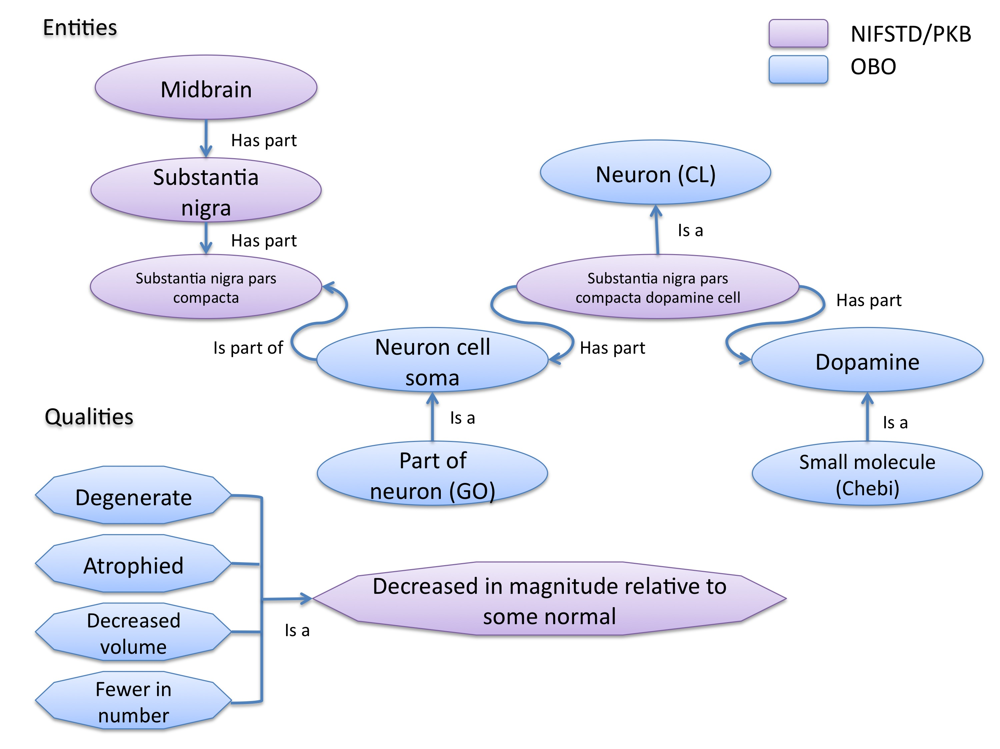 Entities
NIFSTD/PKB
OBO
Midbrain
Has part
Substantia
nigra
Has part
Substantia nigra pars
compacta
Neuron (CL)
Is a
Substantia nigra pars
compacta dopamine cell
Has part
Is part of
Neuron cell
soma
Has part
Dopamine
Is a
Is a
Part of
neuron (GO)
Small molecule
(Chebi)
Qualities
Degenerate
Atrophied
Decreased
volume
Fewer in
number
Is a
Decreased in magnitude relative to
some normal